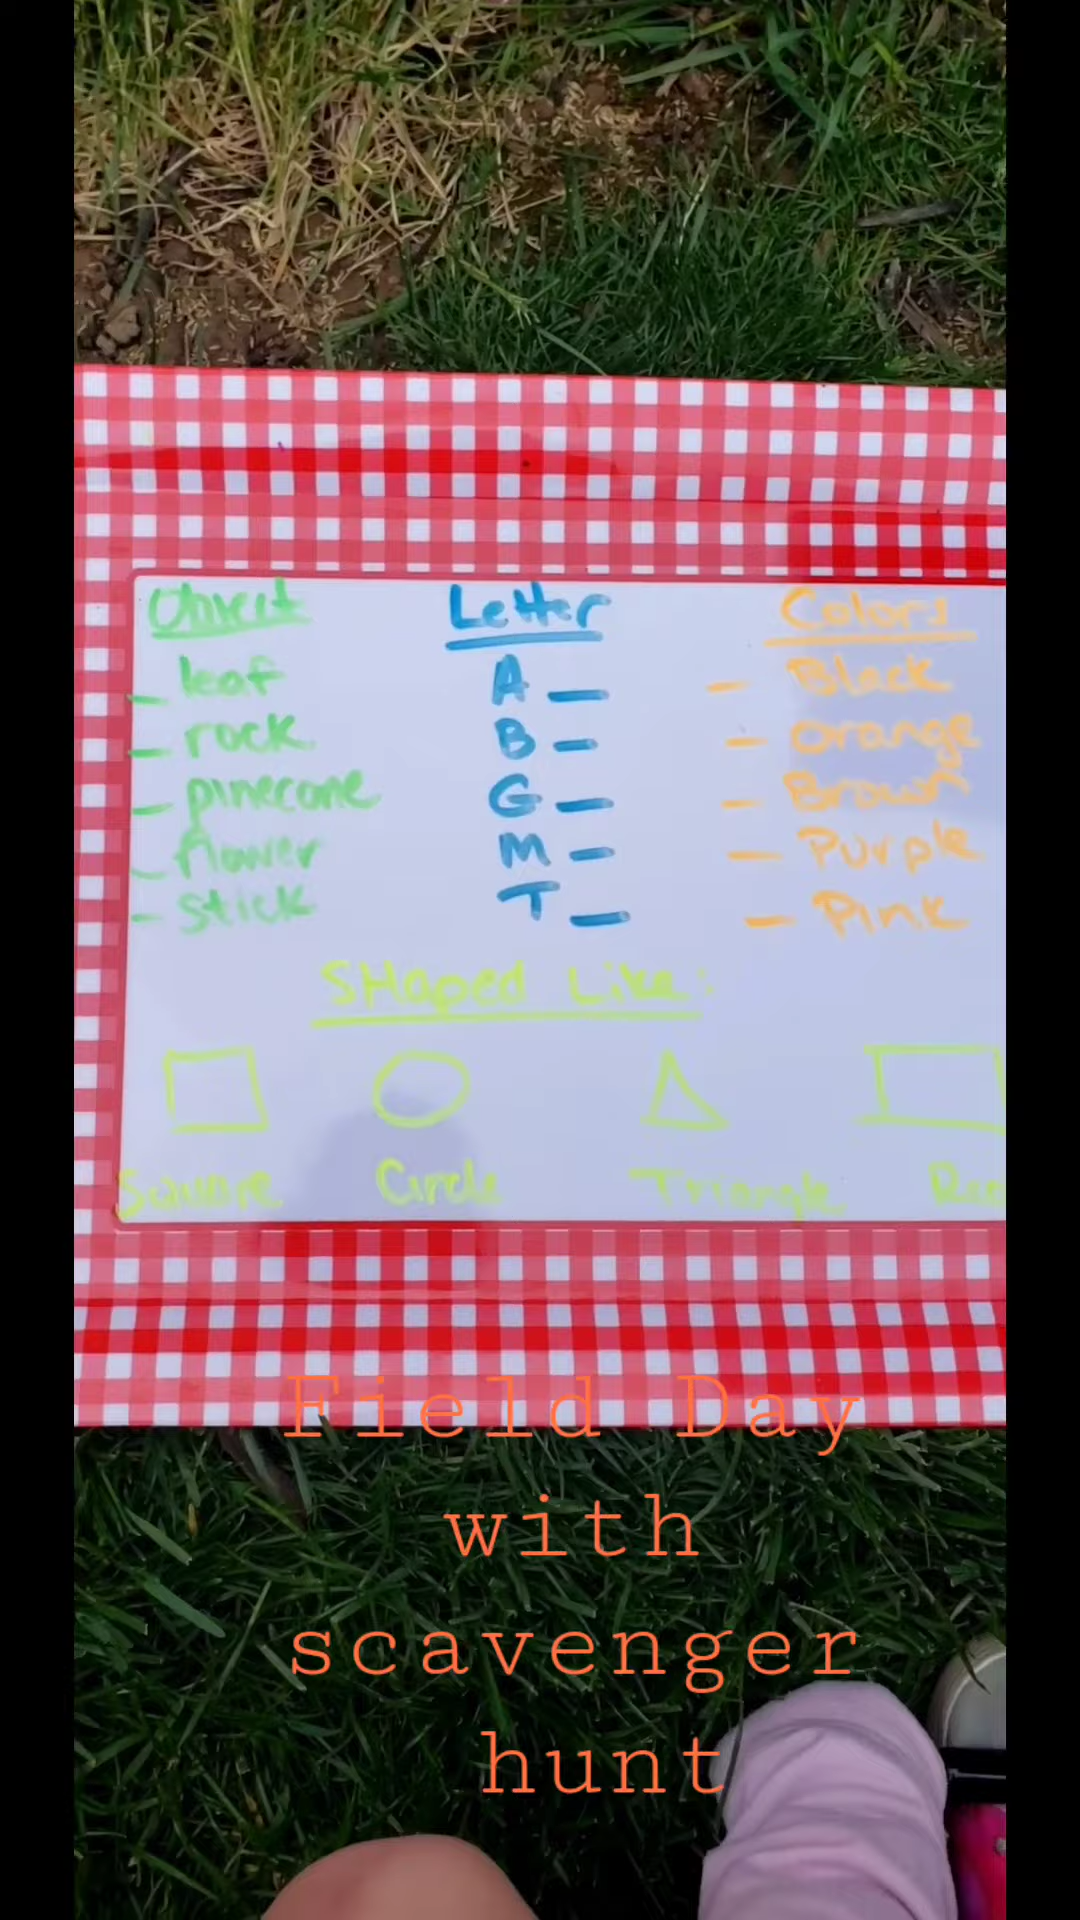 Object
Letter
Colors
_ leaf
A _
- Black
_ rock
B _
- orange
_ pinecone
G _
- Brown
_ flower
M _
- Purple
- stick
T _
- Pink
SHaped Like:
Square
Circle
Triangle
Field Day
with
scavenger
hunt